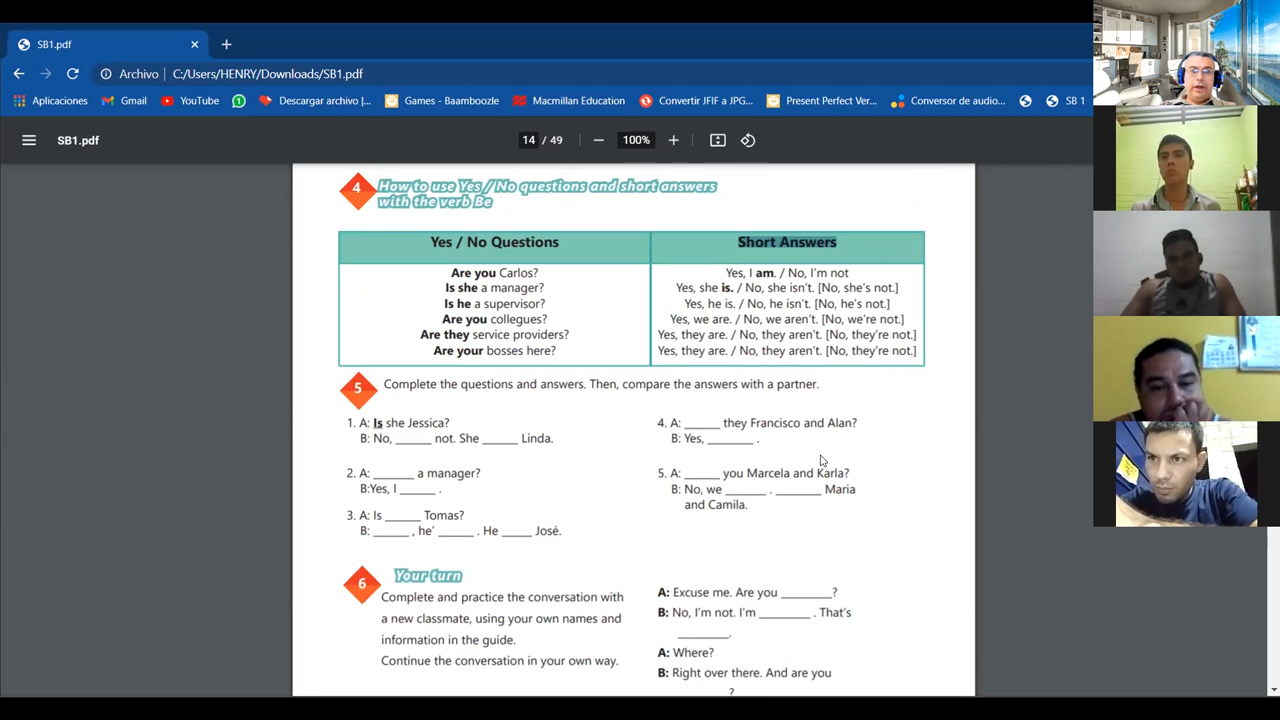 SB1.pdf
Archivo C:/Users/HENRY/Downloads/SB1.pdf
Aplicaciones Gmail YouTube Descargar archivo |... Games - Baamboozle Macmillan Education Convertir JFIF a JPG... Present Perfect Ver... Conversor de audio... SB 1
SB1.pdf 14 / 49 100%
4 How to use Yes / No questions and short answers
with the verb Be
Yes / No Questions Short Answers
Are you Carlos? Yes, I am. / No, I'm not
Is she a manager? Yes, she is. / No, she isn't. [No, she's not.]
Is he a supervisor? Yes, he is. / No, he isn't. [No, he's not.]
Are you collegues? Yes, we are. / No, we aren't. [No, we're not.]
Are they service providers? Yes, they are. / No, they aren't. [No, they're not.]
Are your bosses here? Yes, they are. / No, they aren't. [No, they're not.]
5 Complete the questions and answers. Then, compare the answers with a partner.
1. A: Is she Jessica?
B: No, ______ not. She ______ Linda.
2. A: _______ a manager?
B:Yes, I ______ .
3. A: Is ______ Tomas?
B: ______ , he' ______ . He _____ José.
4. A: ______ they Francisco and Alan?
B: Yes, ________ .
5. A: ______ you Marcela and Karla?
B: No, we _______ . ________ Maria
and Camila.
6 Your turn
Complete and practice the conversation with
a new classmate, using your own names and
information in the guide.
Continue the conversation in your own way.
A: Excuse me. Are you _________?
B: No, I'm not. I'm _________ . That's
_________.
A: Where?
B: Right over there. And are you
?